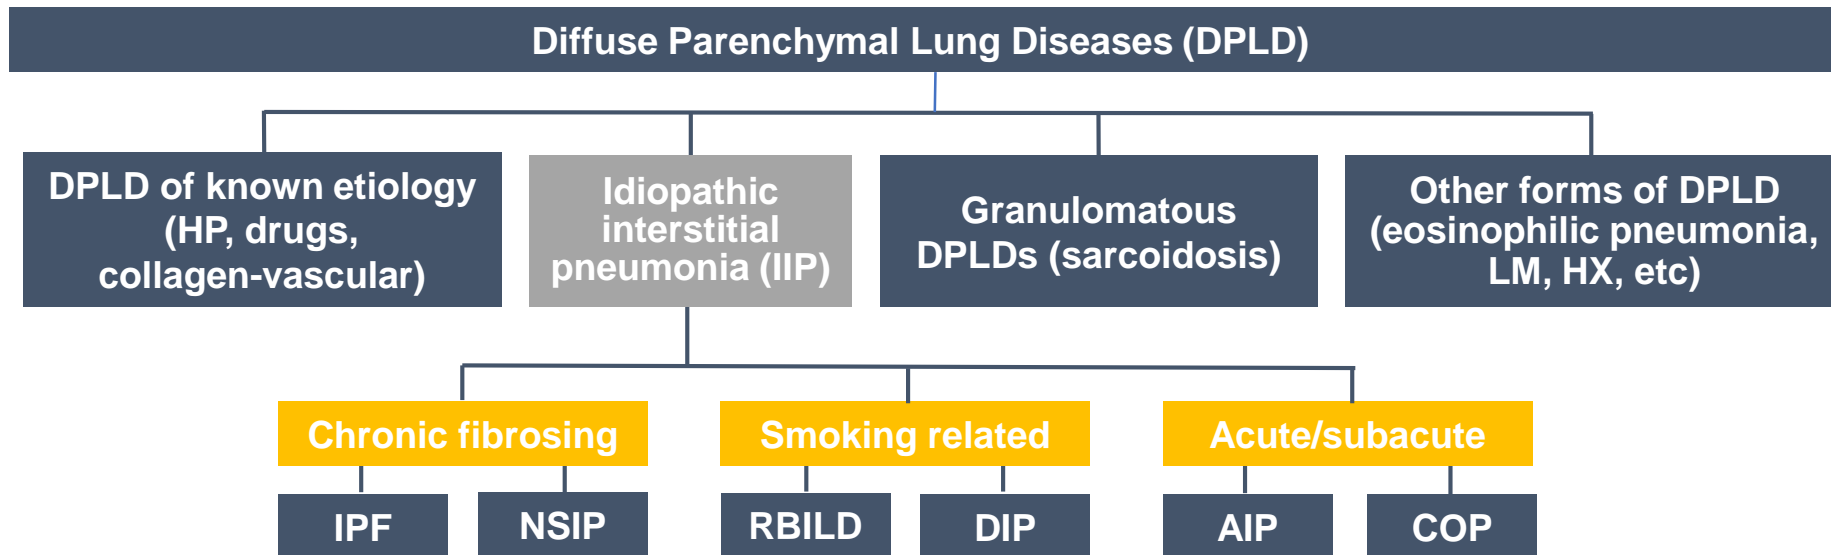 Diffuse Parenchymal Lung Diseases (DPLD)
DPLD of known etiology
(HP, drugs,
collagen-vascular)
Idiopathic
interstitial
pneumonia (IIP)
Granulomatous
DPLDs (sarcoidosis)
Other forms of DPLD
(eosinophilic pneumonia,
LM, HX, etc)
Chronic fibrosing
Smoking related
Acute/subacute
IPF
NSIP
RBILD
DIP
AIP
COP